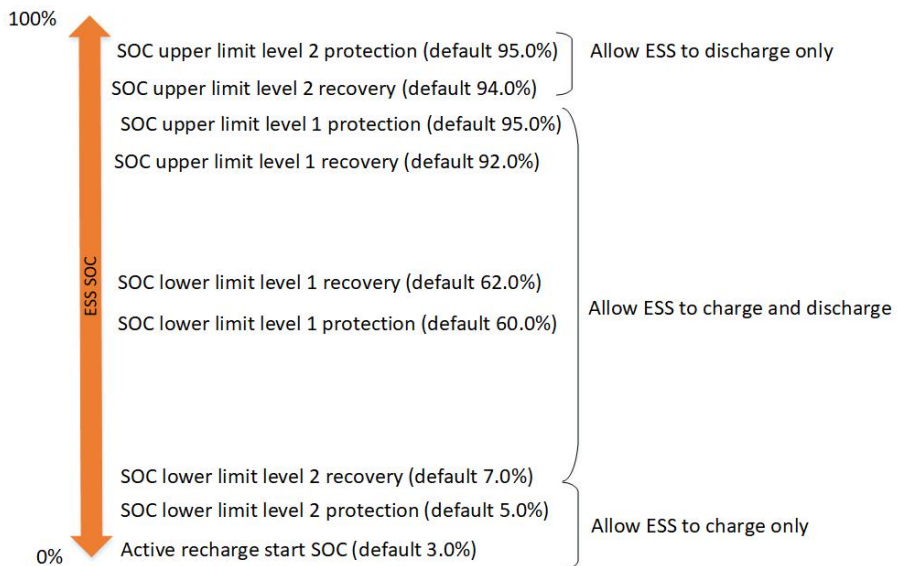 100%
SOC upper limit level 2 protection (default 95.0%)
Allow ESS to discharge only
SOC upper limit level 2 recovery (default 94.0%)
SOC upper limit level 1 protection (default 95.0%)
SOC upper limit level 1 recovery (default 92.0%)
ESS SOC
SOC lower limit level 1 recovery (default 62.0%)
Allow ESS to charge and discharge
SOC lower limit level 1 protection (default 60.0%)
SOC lower limit level 2 recovery (default 7.0%)
SOC lower limit level 2 protection (default 5.0%)
Allow ESS to charge only
Active recharge start SOC (default 3.0%)
0%